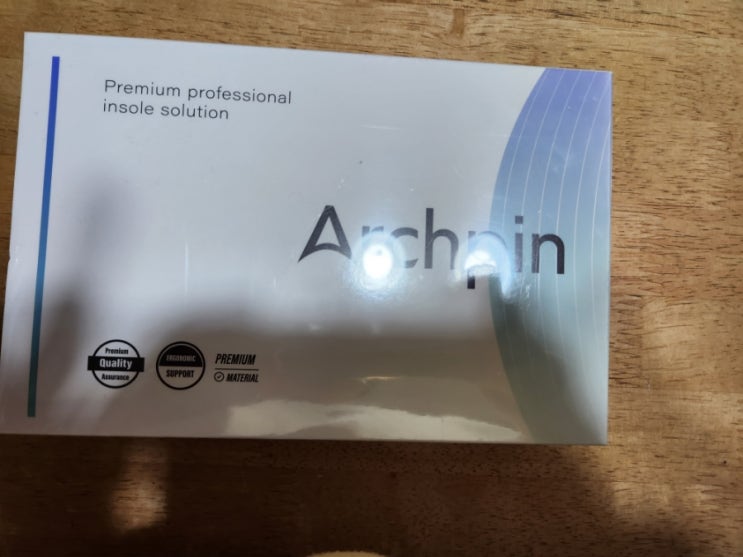 Premium professional
insole solution
Archpin
Premium
Quality
Assurance
ERGONOMIC
SUPPORT
PREMIUM
MATERIAL